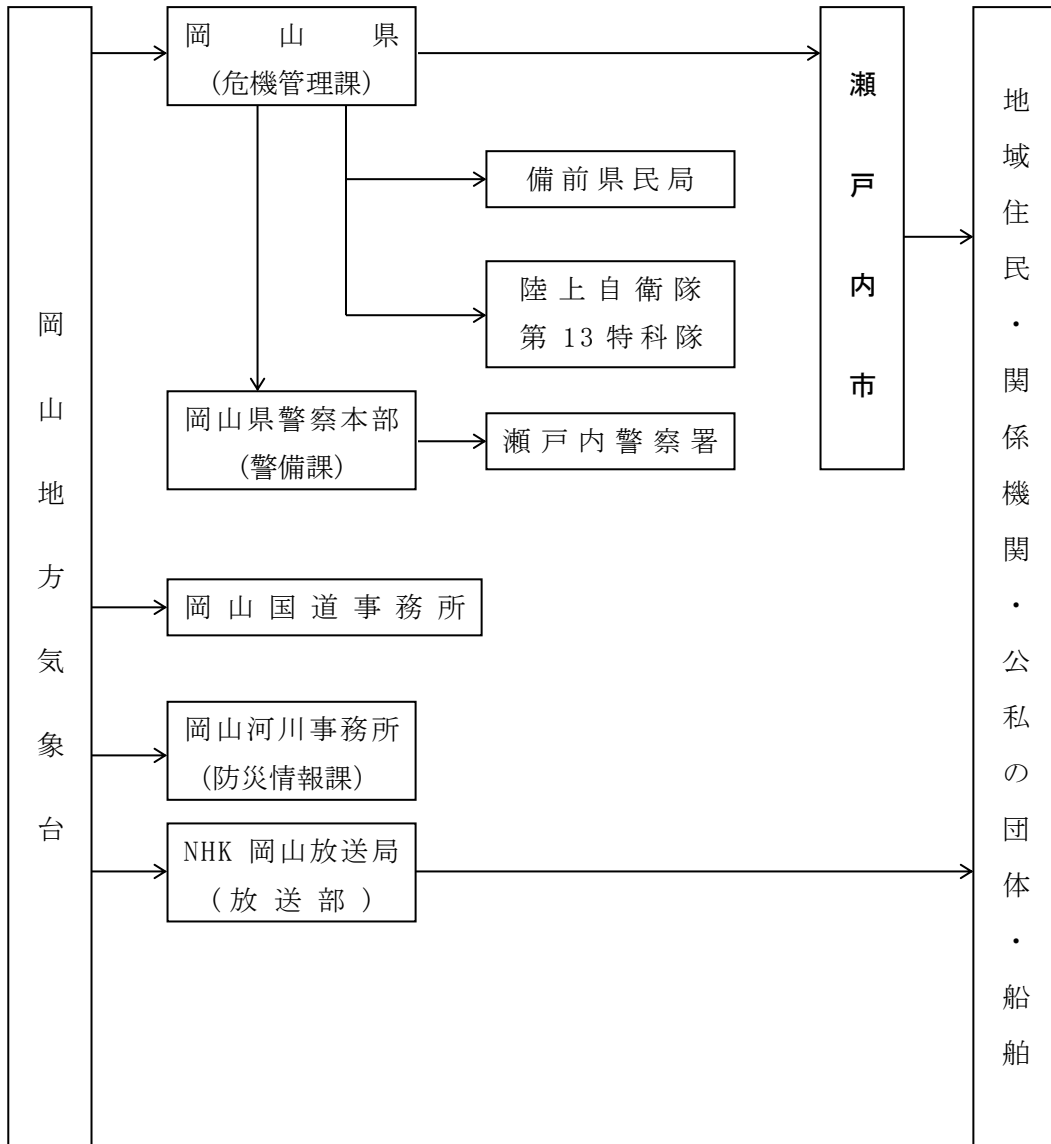 岡山地方気象台
岡山県
(危機管理課)
備前県民局
陸上自衛隊
第 13 特科隊
岡山県警察本部
(警備課)
瀬戸内警察署
岡山国道事務所
岡山河川事務所
(防災情報課)
NHK 岡山放送局
(放送部)
瀬戸内市
地域住民・関係機関・公私の団体・船舶